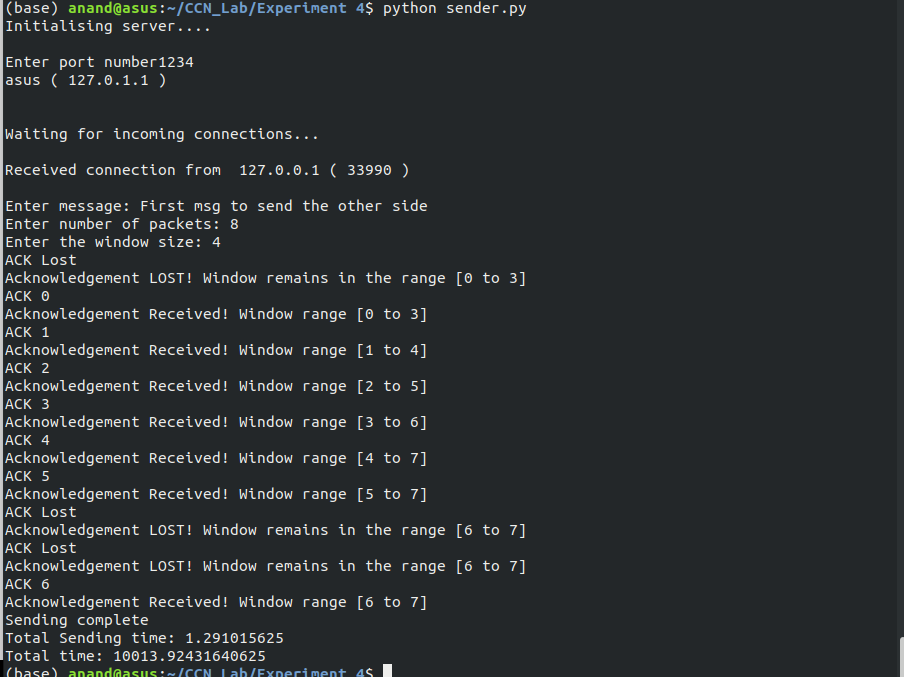 (base) anand@asus:~/CCN_Lab/Experiment 4$ python sender.py
Initialising server....
Enter port number1234
asus ( 127.0.1.1 )
Waiting for incoming connections...
Received connection from  127.0.0.1 ( 33990 )
Enter message: First msg to send the other side
Enter number of packets: 8
Enter the window size: 4
ACK Lost
Acknowledgement LOST! Window remains in the range [0 to 3]
ACK 0
Acknowledgement Received! Window range [0 to 3]
ACK 1
Acknowledgement Received! Window range [1 to 4]
ACK 2
Acknowledgement Received! Window range [2 to 5]
ACK 3
Acknowledgement Received! Window range [3 to 6]
ACK 4
Acknowledgement Received! Window range [4 to 7]
ACK 5
Acknowledgement Received! Window range [5 to 7]
ACK Lost
Acknowledgement LOST! Window remains in the range [6 to 7]
ACK Lost
Acknowledgement LOST! Window remains in the range [6 to 7]
ACK 6
Acknowledgement Received! Window range [6 to 7]
Sending complete
Total Sending time: 1.291015625
Total time: 10013.92431640625
(base) anand@asus:~/CCN_Lab/Experiment 4$